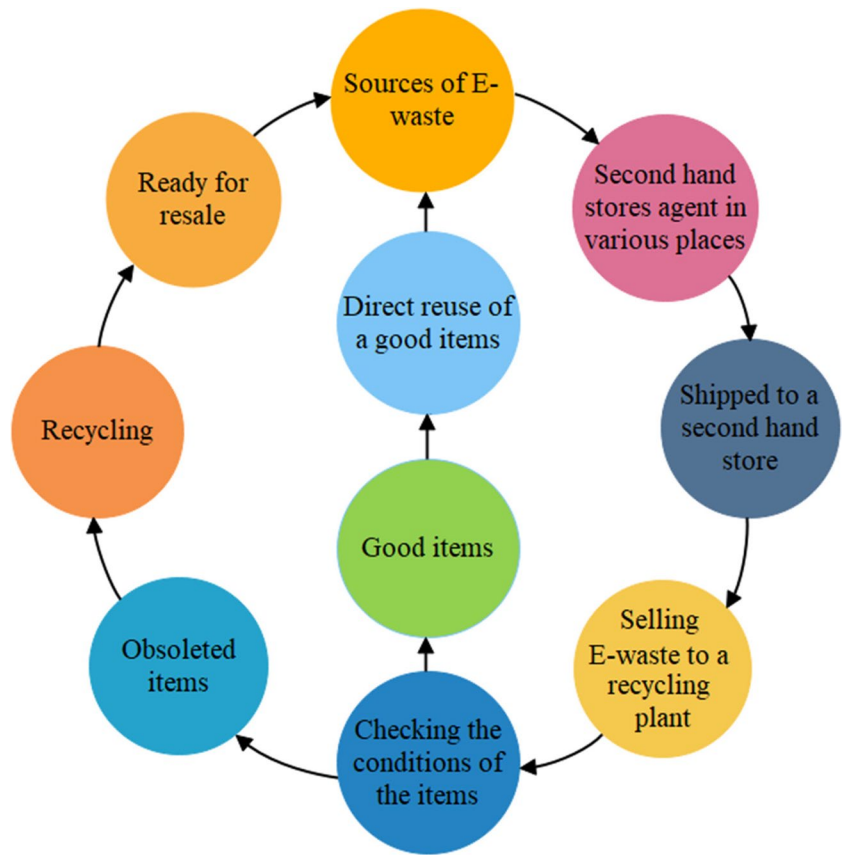 Sources of E-
waste
Second hand
stores agent in
various places
Shipped to a
second hand
store
Selling
E-waste to a
recycling
plant
Checking the
conditions of
the items
Good items
Direct reuse of
a good items
Obsoleted
items
Recycling
Ready for
resale